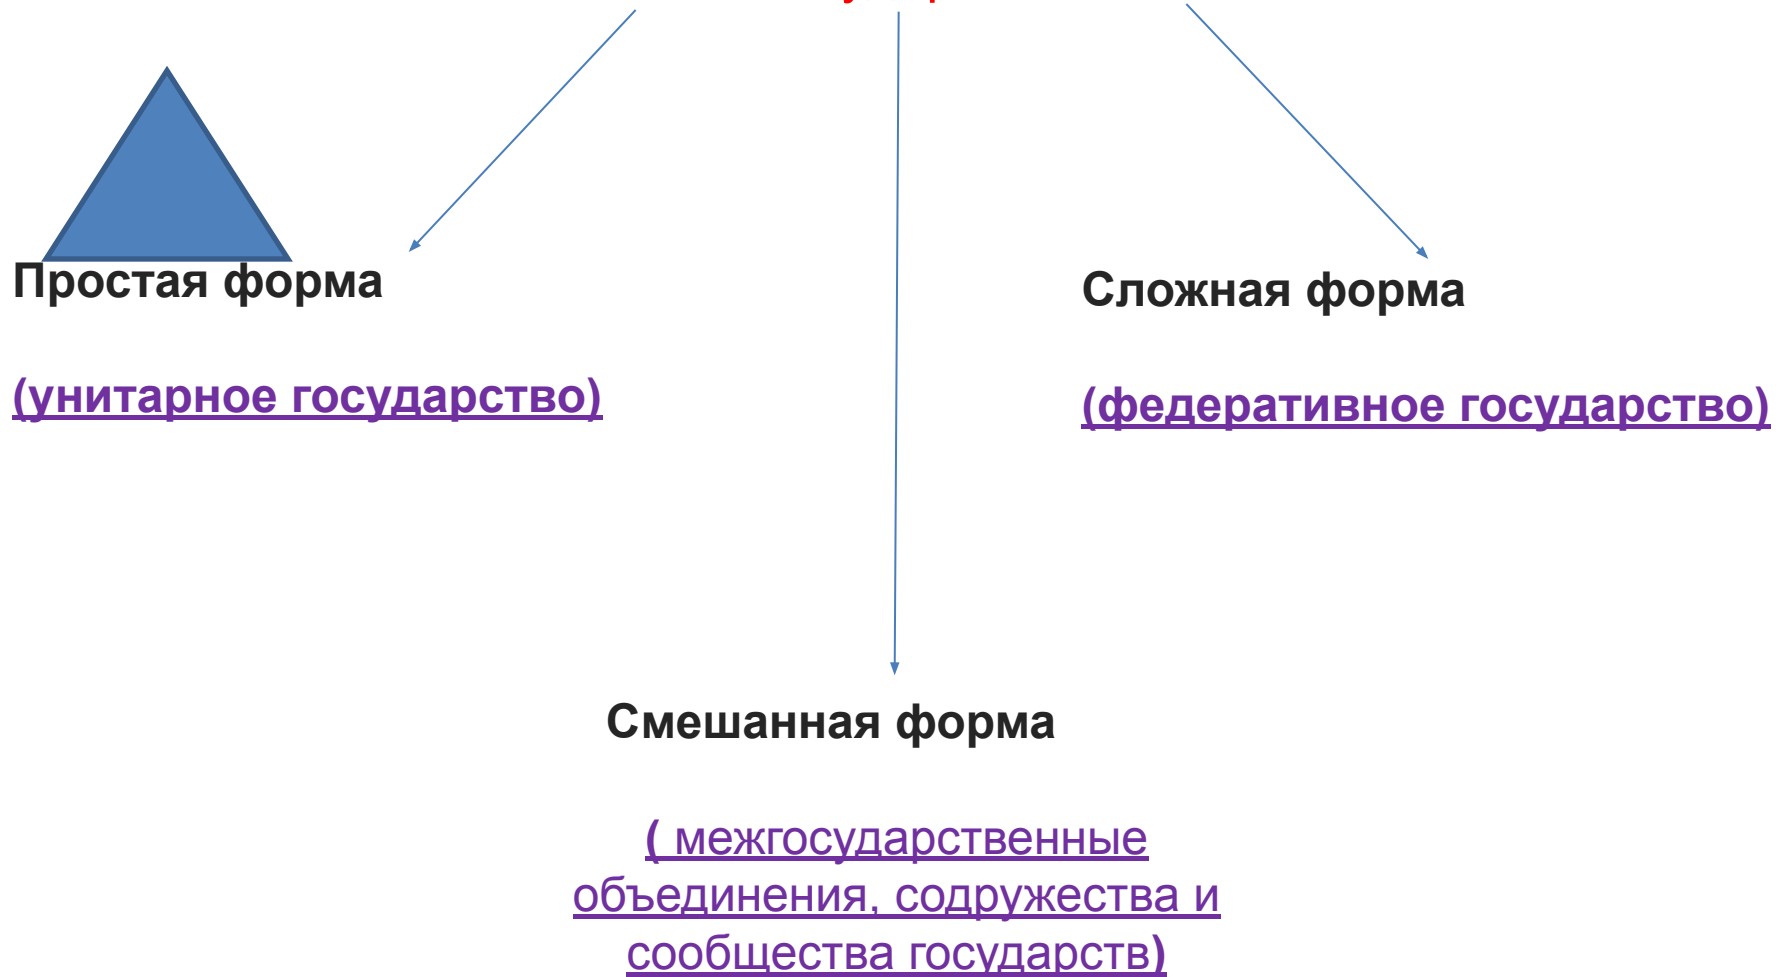 Простая форма
Сложная форма
(унитарное государство)
(федеративное государство)
Смешанная форма
( межгосударственные
объединения, содружества и
сообщества государств)